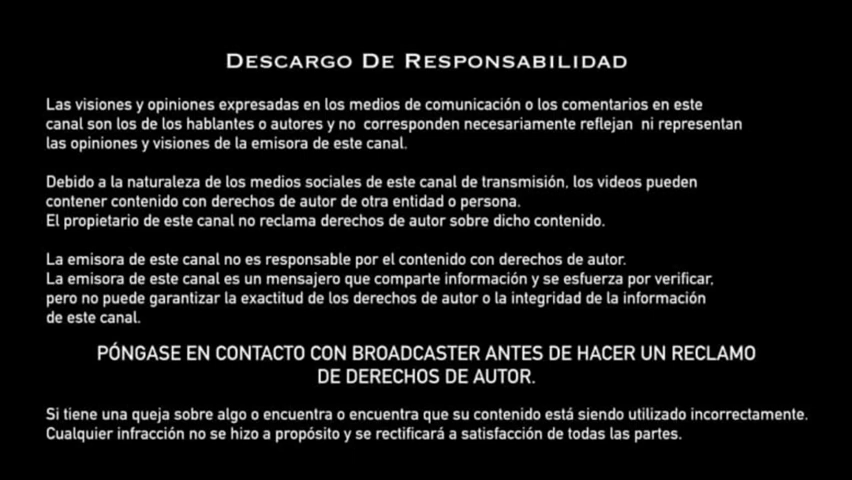 Descargo De Responsabilidad
Las visiones y opiniones expresadas en los medios de comunicación o los comentarios en este
canal son los de los hablantes o autores y no corresponden necesariamente reflejan ni representan
las opiniones y visiones de la emisora de este canal.
Debido a la naturaleza de los medios sociales de este canal de transmisión, los videos pueden
contener contenido con derechos de autor de otra entidad o persona.
El propietario de este canal no reclama derechos de autor sobre dicho contenido.
La emisora de este canal no es responsable por el contenido con derechos de autor.
La emisora de este canal es un mensajero que comparte información y se esfuerza por verificar,
pero no puede garantizar la exactitud de los derechos de autor o la integridad de la información
de este canal.
PÓNGASE EN CONTACTO CON BROADCASTER ANTES DE HACER UN RECLAMO
DE DERECHOS DE AUTOR.
Si tiene una queja sobre algo o encuentra o encuentra que su contenido está siendo utilizado incorrectamente.
Cualquier infracción no se hizo a propósito y se rectificará a satisfacción de todas las partes.